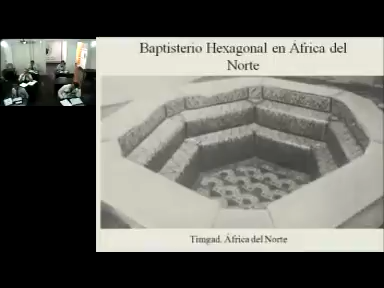 Baptisterio Hexagonal en África del
Norte
Timgad. África del Norte